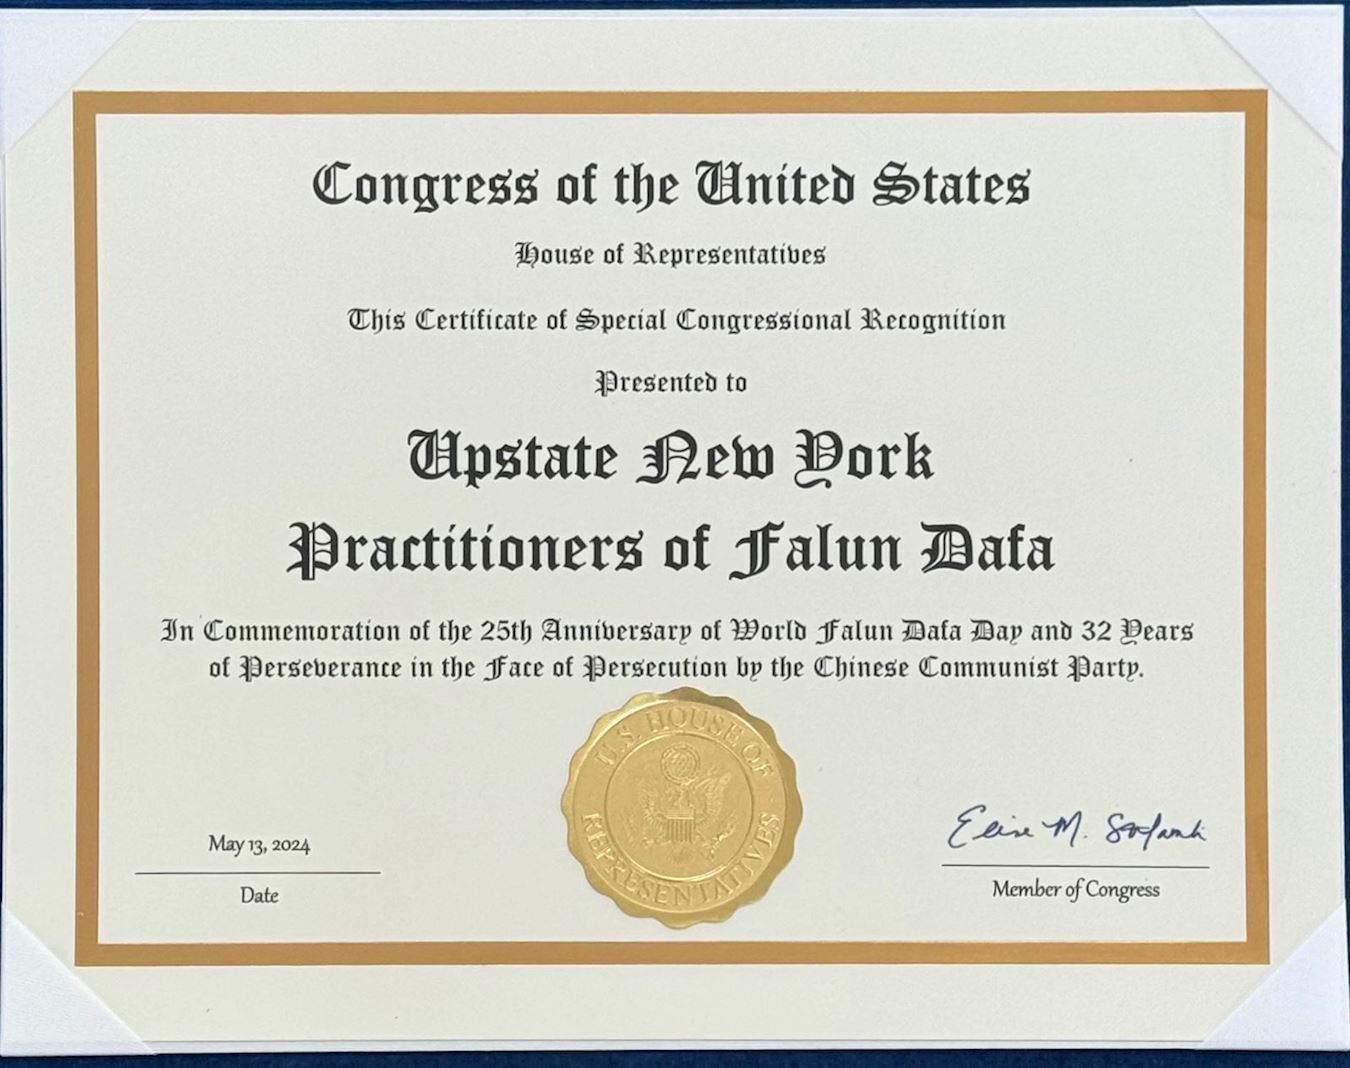 Congress of the United States
House of Representatives
This Certificate of Special Congressional Recognition
Presented to
Upstate New York
Practitioners of Falun Dafa
In Commemoration of the 25th Anniversary of World Falun Dafa Day and 32 Years
of Perseverance in the Face of Persecution by the Chinese Communist Party.
U.S. HOUSE OF
REPRESENTATIVES
May 13, 2024
Date
Elise M. Stefanik
Member of Congress